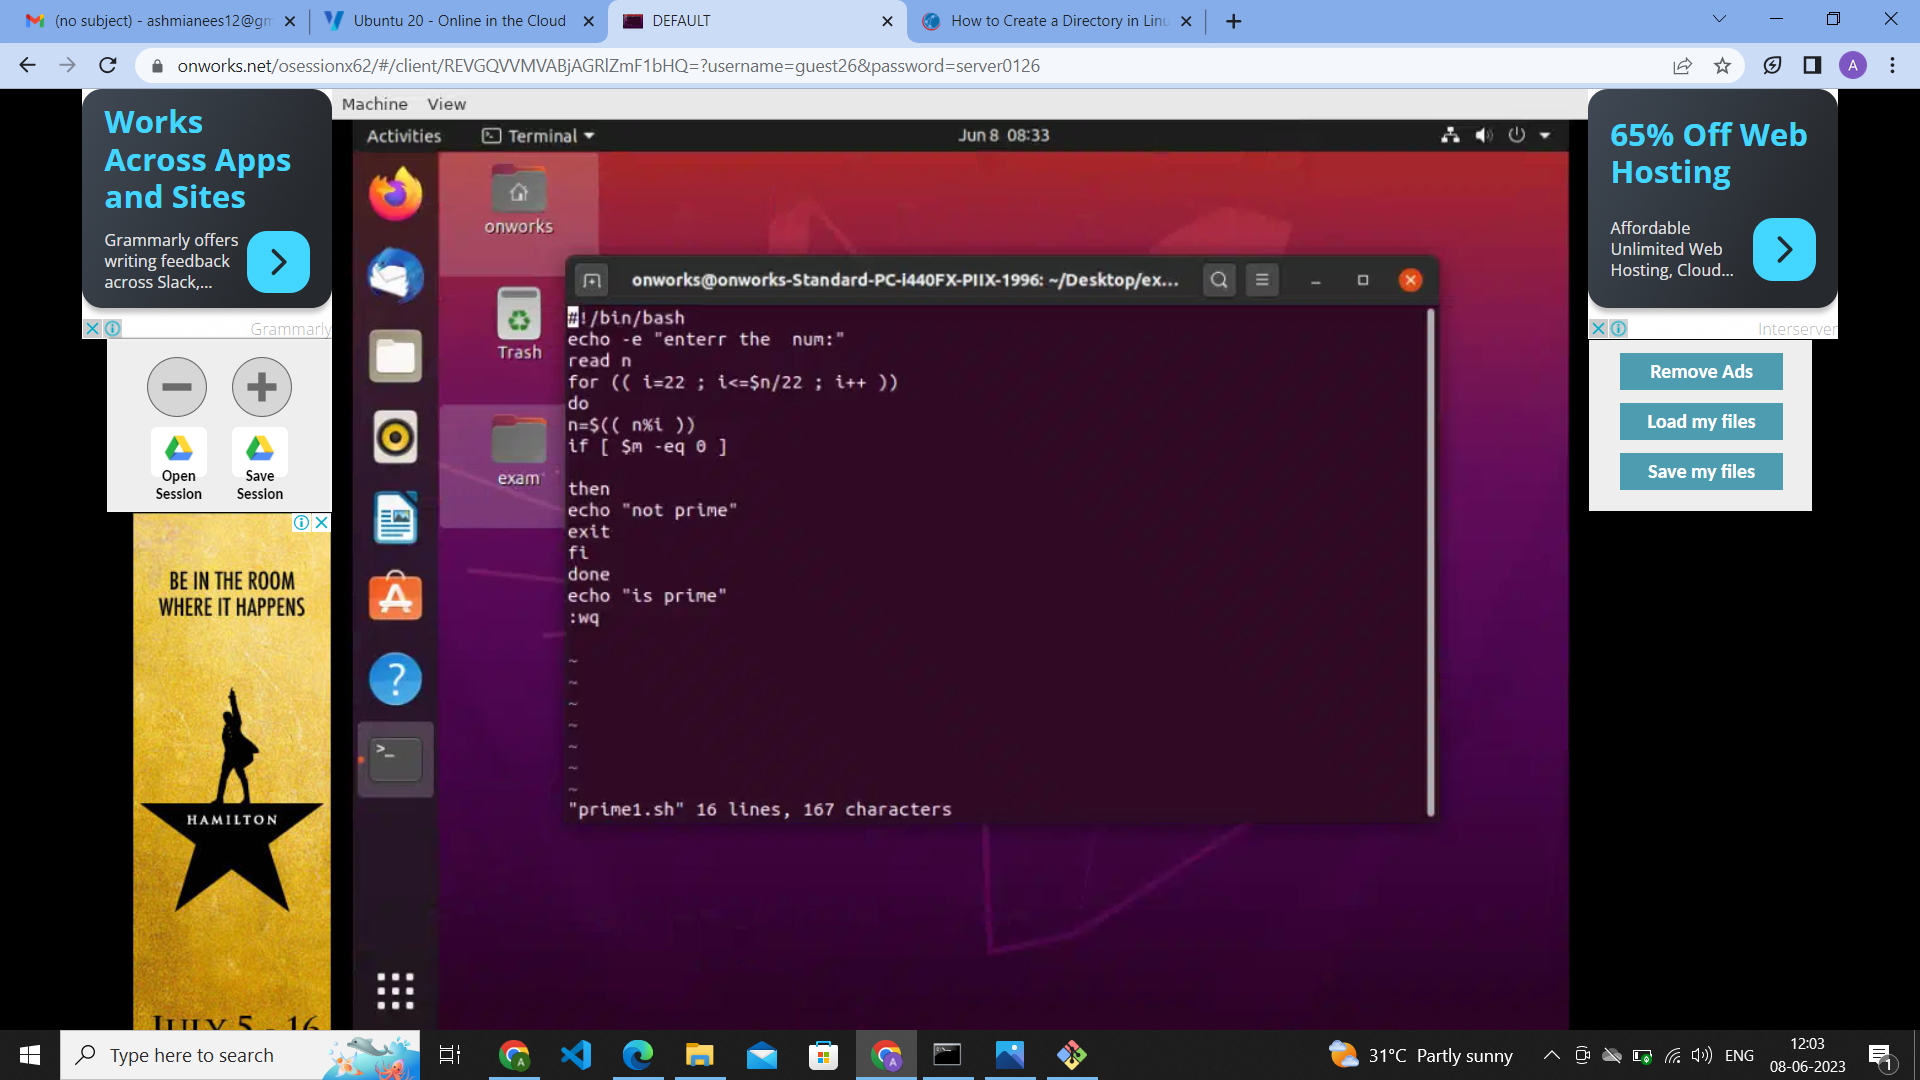 (no subject) - ashmianees12@gm
Ubuntu 20 - Online in the Cloud
DEFAULT
How to Create a Directory in Linu
onworks.net/osessionx62/#/client/REVGQVVMVABjAGRlZmF1bHQ=?username=guest26&password=server0126
A
Works
Across Apps
and Sites
Grammarly offers
writing feedback
across Slack,...
Grammarly
Open
Session
Save
Session
BE IN THE ROOM
WHERE IT HAPPENS
HAMILTON
JULY 5 - 16
Machine View
Activities
Terminal
Jun 8 08:33
onworks
Trash
exam
onworks@onworks-Standard-PC-i440FX-PIIX-1996: ~/Desktop/ex...
#!/bin/bash
echo -e "enterr the  num:"
read n
for (( i=22 ; i<=$n/22 ; i++ ))
do
n=$(( n%i ))
if [ $m -eq 0 ]
then
echo "not prime"
exit
fi
done
echo "is prime"
:wq
~
~
~
~
~
~
~
"prime1.sh" 16 lines, 167 characters
65% Off Web
Hosting
Affordable
Unlimited Web
Hosting, Cloud...
Interserver
Remove Ads
Load my files
Save my files
Type here to search
31°C Partly sunny
ENG
12:03
08-06-2023
1